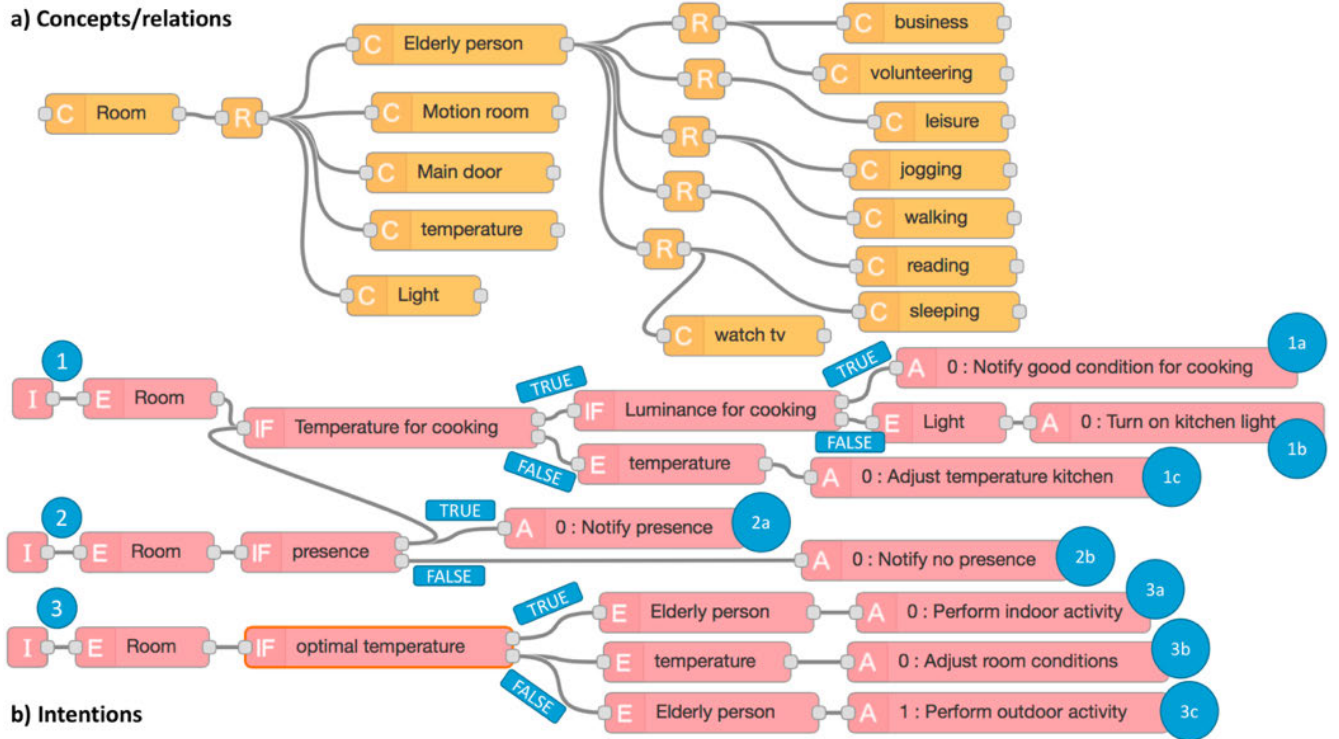 a) Concepts/relations
C Room
R
C Elderly person
C Motion room
C Main door
C temperature
C Light
R
R
R
R
R
C business
C volunteering
C leisure
C jogging
C walking
C reading
C sleeping
C watch tv
1
I
E Room
IF Temperature for cooking
TRUE
IF Luminance for cooking
TRUE
A 0 : Notify good condition for cooking
1a
FALSE
E Light
A 0 : Turn on kitchen light
1b
FALSE
E temperature
A 0 : Adjust temperature kitchen
1c
2
I
E Room
IF presence
TRUE
A 0 : Notify presence
2a
FALSE
A 0 : Notify no presence
2b
3
I
E Room
IF optimal temperature
TRUE
E Elderly person
A 0 : Perform indoor activity
3a
E temperature
A 0 : Adjust room conditions
3b
FALSE
E Elderly person
A 1 : Perform outdoor activity
3c
b) Intentions